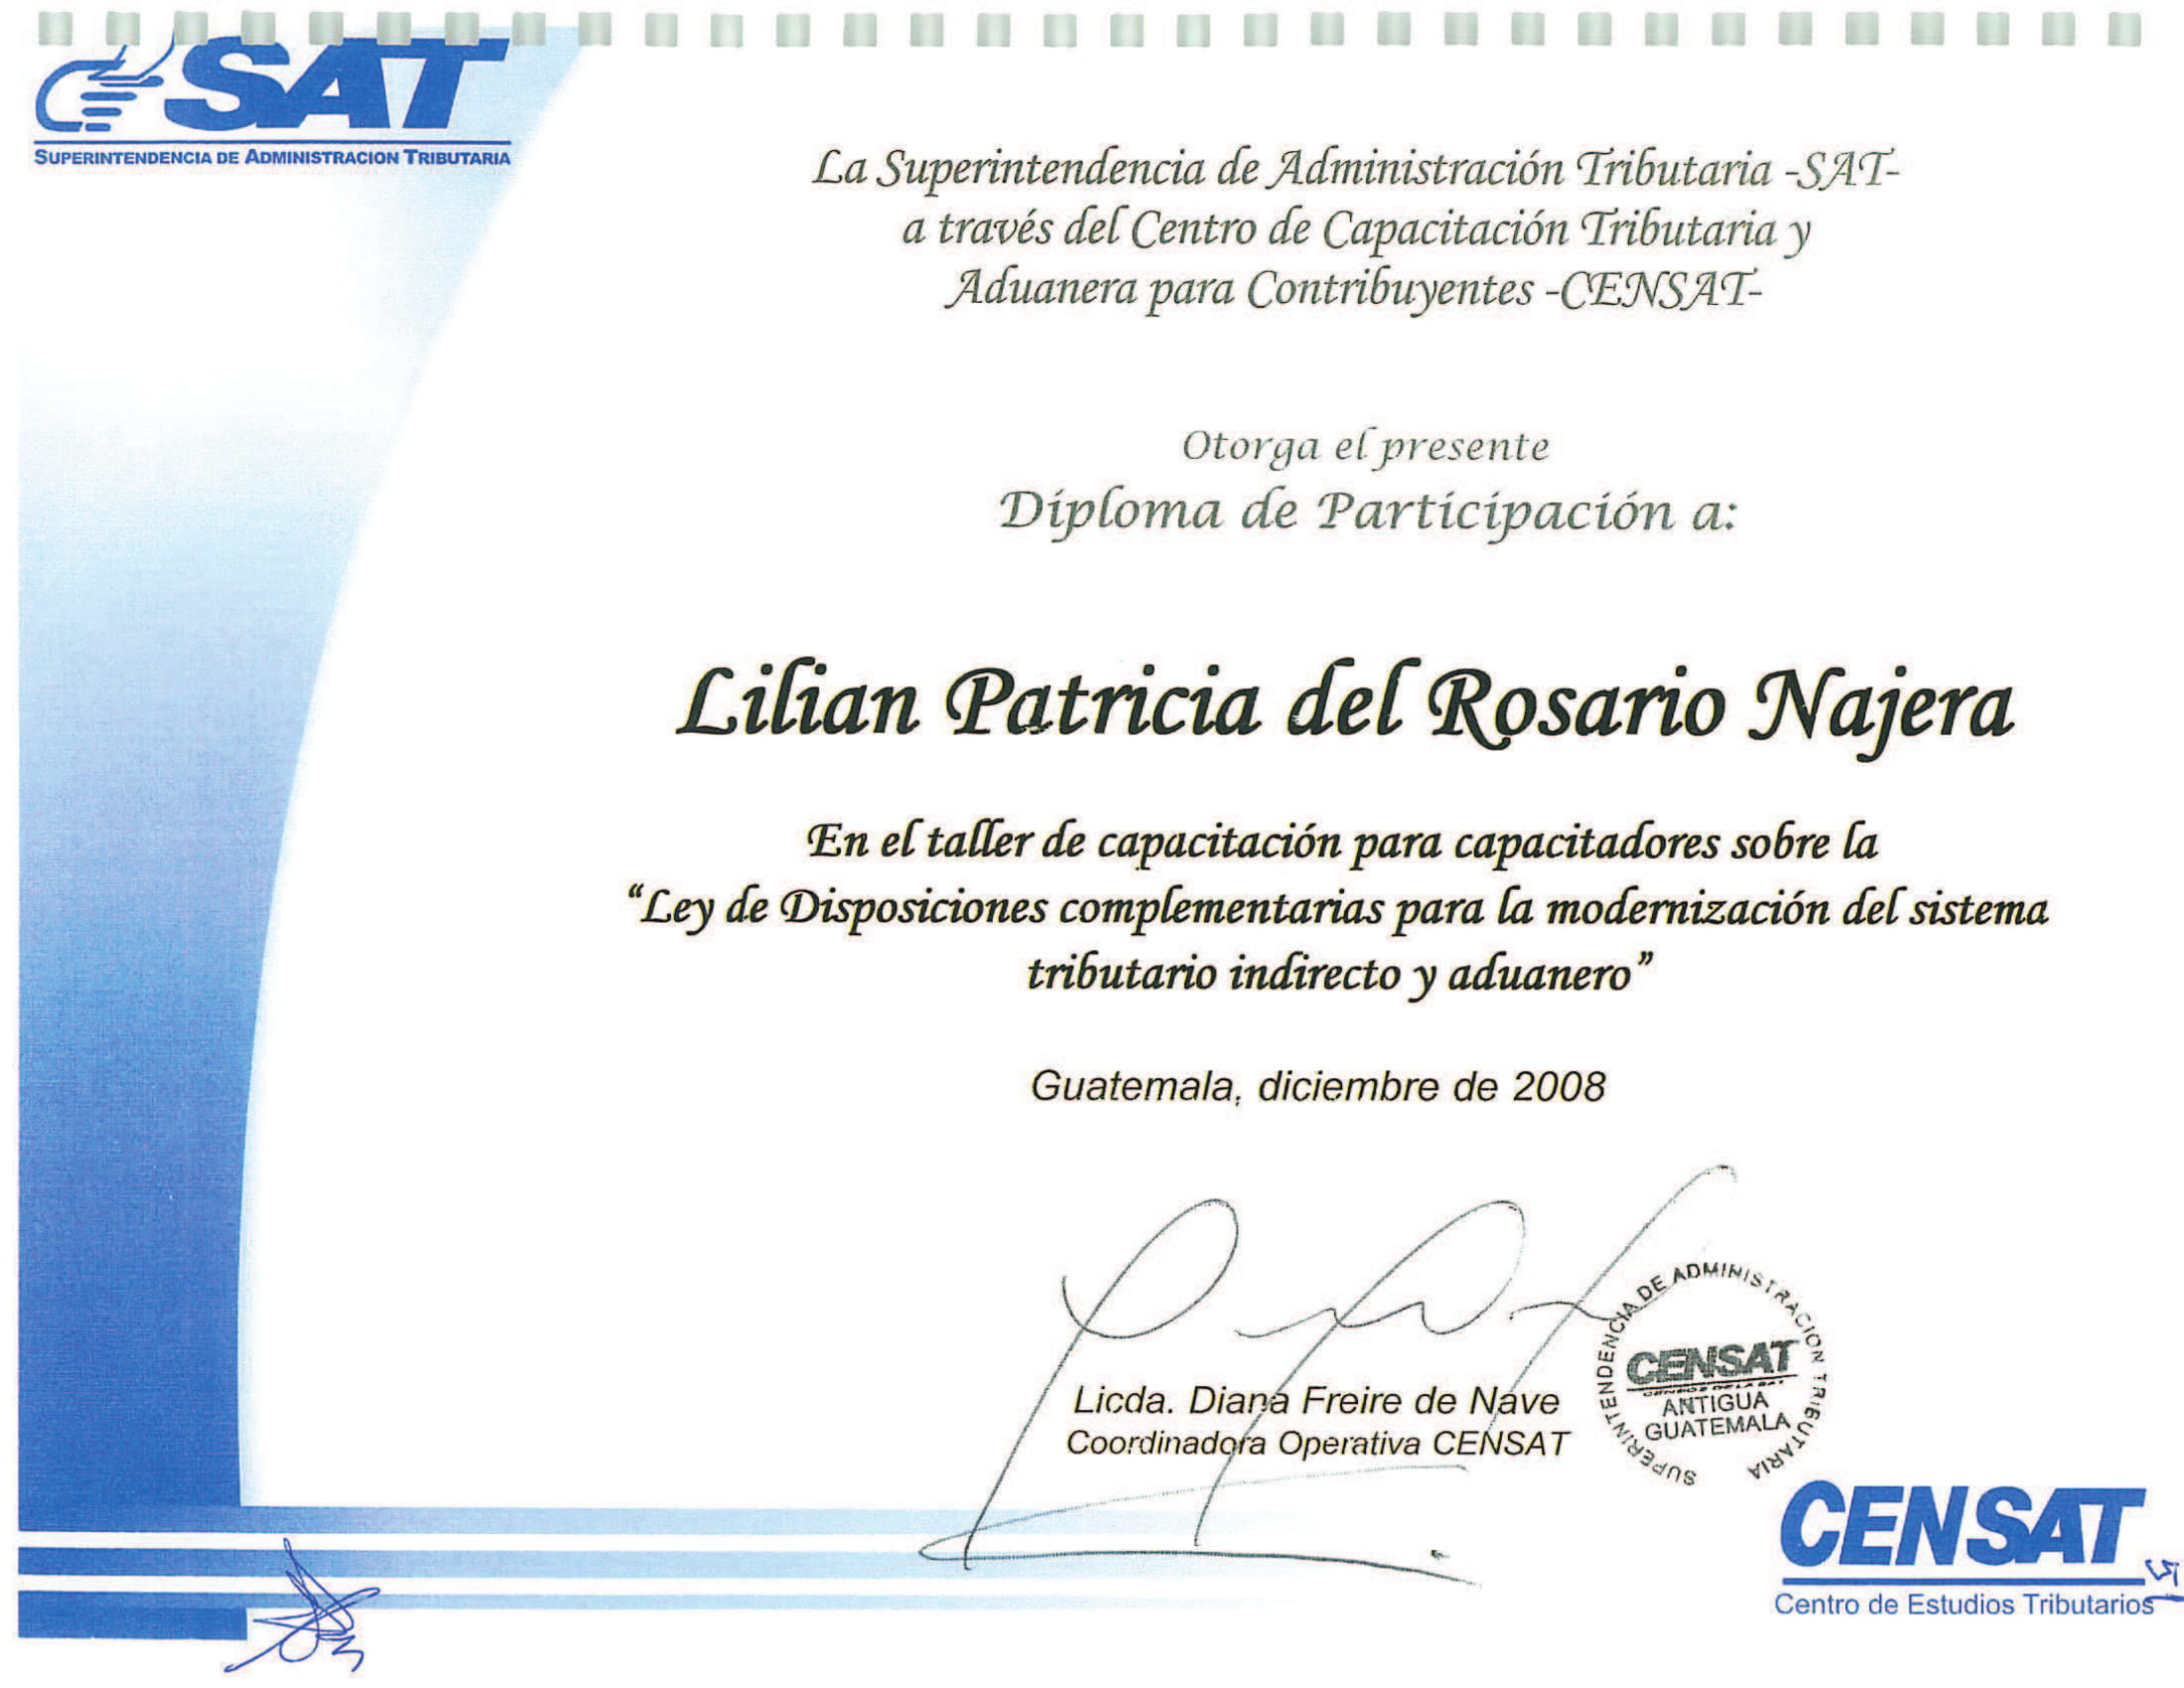 SAT
SUPERINTENDENCIA DE ADMINISTRACION TRIBUTARIA
La Superintendencia de Administración Tributaria -SAT-
a través del Centro de Capacitación Tributaria y
Aduanera para Contribuyentes -CENSAT-
Otorga el presente
Diploma de Participación a:
Lilian Patricia del Rosario Najera
En el taller de capacitación para capacitadores sobre la
“Ley de Disposiciones complementarias para la modernización del sistema
tributario indirecto y aduanero”
Guatemala, diciembre de 2008
Licda. Diana Freire de Nave
Coordinadora Operativa CENSAT
SUPERINTENDENCIA DE ADMINISTRACION TRIBUTARIA
CENSAT
ANTIGUA
GUATEMALA
CENSAT
Centro de Estudios Tributarios